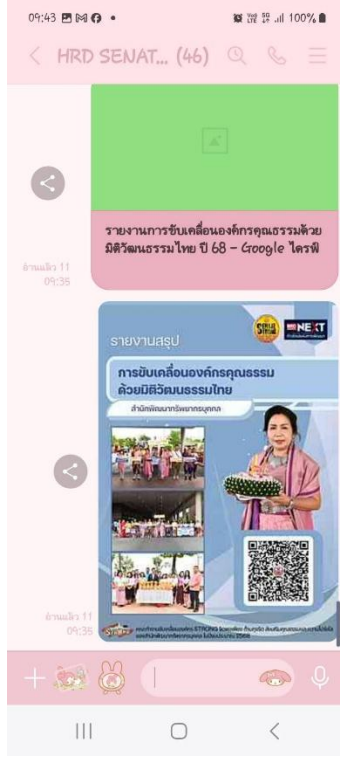 09:43
100%
HRD SENAT... (46)
รายงานการขับเคลื่อนองค์กรคุณธรรมด้วย
มิติวัฒนธรรมไทย ปี 68 – Google ไดรฟ์
อ่านแล้ว 11
09:35
STRONG
NEXT
รายงานสรุป
การขับเคลื่อนองค์กรคุณธรรม
ด้วยมิติวัฒนธรรมไทย
สำนักพัฒนาทรัพยากรบุคคล
อ่านแล้ว 11
09:35